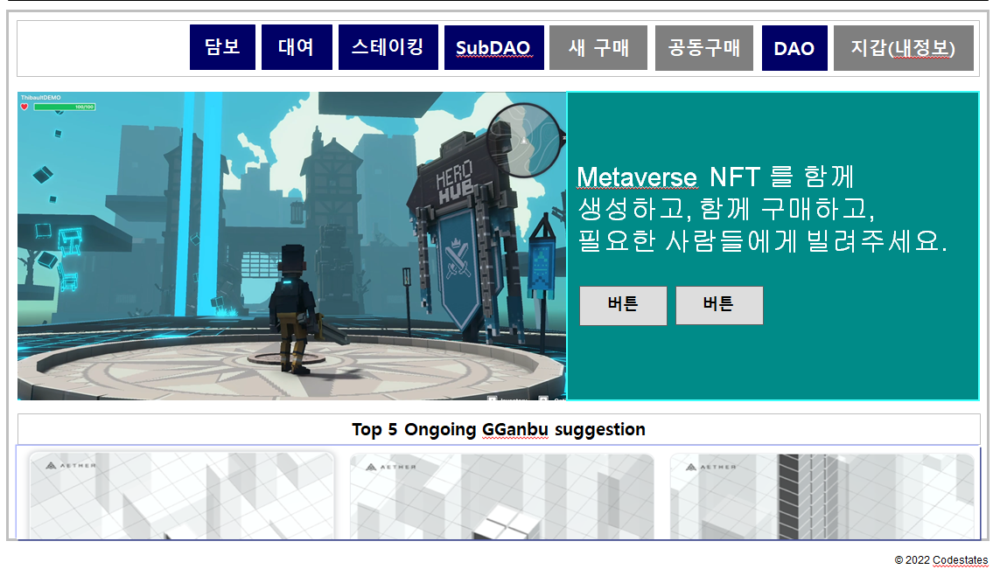 담보
대여
스테이킹
SubDAO
새 구매
공동구매
DAO
지갑(내정보)
ThibaultDEMO
100/100
HERO
HUB
Metaverse NFT 를 함께
생성하고, 함께 구매하고,
필요한 사람들에게 빌려주세요.
버튼
버튼
Top 5 Ongoing GGanbu suggestion
AETHER
AETHER
AETHER
© 2022 Codestates